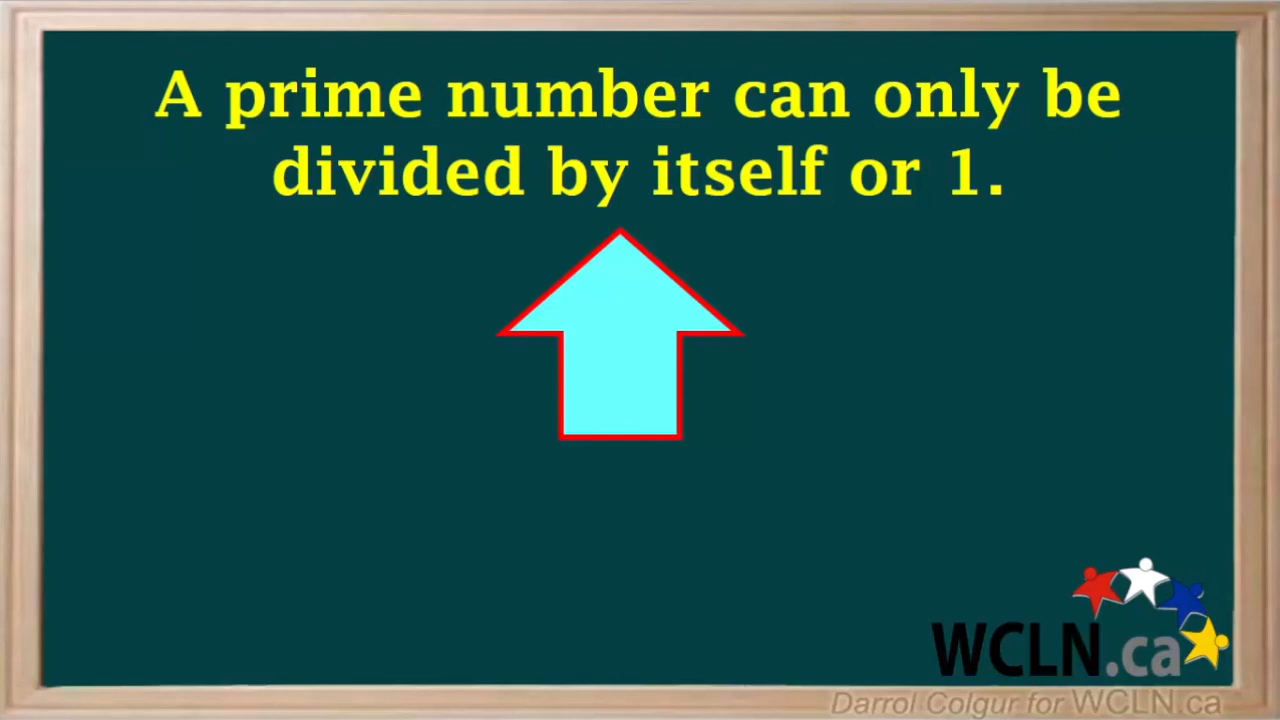 A prime number can only be
divided by itself or 1.
WCLN.ca
Darrol Colgur for WCLN.ca